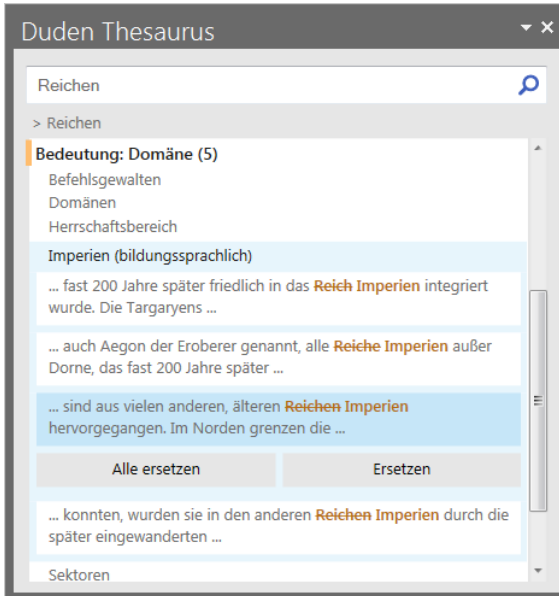 Duden Thesaurus
Reichen
> Reichen
Bedeutung: Domäne (5)
Befehlsgewalten
Domänen
Herrschaftsbereich
Imperien (bildungssprachlich)
... fast 200 Jahre später friedlich in das Reich Imperien integriert
wurde. Die Targaryens ...
... auch Aegon der Eroberer genannt, alle Reiche Imperien außer
Dorne, das fast 200 Jahre später ...
... sind aus vielen anderen, älteren Reichen Imperien
hervorgegangen. Im Norden grenzen die ...
Alle ersetzen Ersetzen
... konnten, wurden sie in den anderen Reichen Imperien durch die
später eingewanderten ...
Sektoren